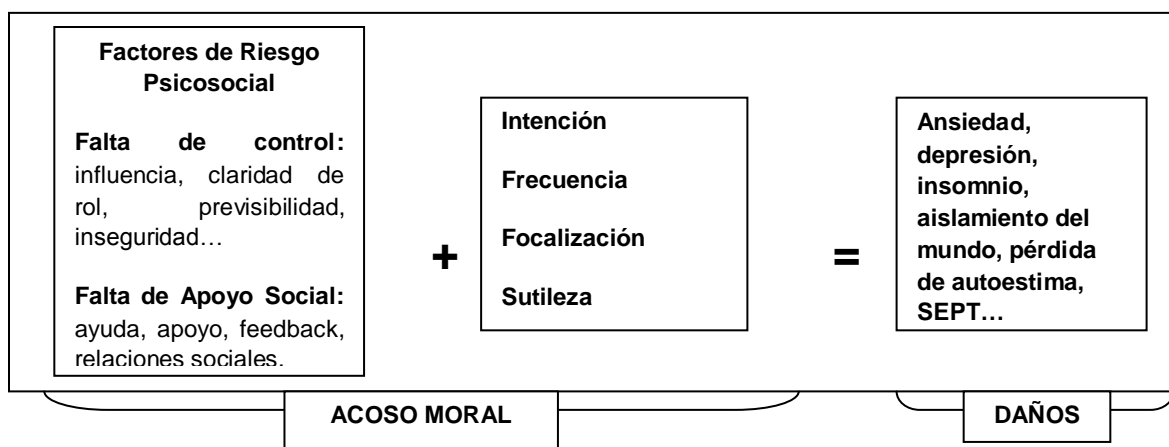 Factores de Riesgo
Psicosocial
Falta de control:
influencia, claridad de
rol, previsibilidad,
inseguridad…
Falta de Apoyo Social:
ayuda, apoyo, feedback,
relaciones sociales.
+
Intención
Frecuencia
Focalización
Sutileza
=
Ansiedad,
depresión,
insomnio,
aislamiento del
mundo, pérdida
de autoestima,
SEPT…
ACOSO MORAL
DAÑOS